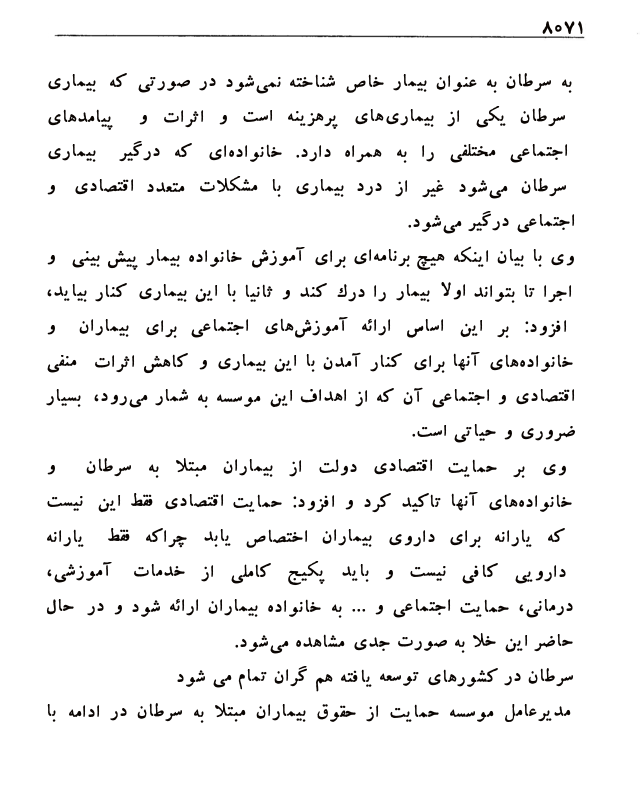 ۸۰۷۱
به سرطان به عنوان بیمار خاص شناخته نمی‌شود در صورتی که بیماری
سرطان یکی از بیماری‌های پرهزینه است و اثرات و پیامدهای
اجتماعی مختلفی را به همراه دارد. خانواده‌ای که درگیر بیماری
سرطان می‌شود غیر از درد بیماری با مشکلات متعدد اقتصادی و
اجتماعی درگیر می‌شود.
وی با بیان اینکه هیچ برنامه‌ای برای آموزش خانواده بیمار پیش بینی و
اجرا تا بتواند اولا بیمار را درك کند و ثانیا با این بیماری کنار بیاید،
افزود: بر این اساس ارائه آموزش‌های اجتماعی برای بیماران و
خانواده‌های آنها برای کنار آمدن با این بیماری و کاهش اثرات منفی
اقتصادی و اجتماعی آن که از اهداف این موسسه به شمار می‌رود، بسیار
ضروری و حیاتی است.
وی بر حمایت اقتصادی دولت از بیماران مبتلا به سرطان و
خانواده‌های آنها تاکید کرد و افزود: حمایت اقتصادی فقط این نیست
که یارانه برای داروی بیماران اختصاص یابد چراکه فقط یارانه
دارویی کافی نیست و باید پکیج کاملی از خدمات آموزشی،
درمانی، حمایت اجتماعی و ... به خانواده بیماران ارائه شود و در حال
حاضر این خلا به صورت جدی مشاهده می‌شود.
سرطان در کشورهای توسعه یافته هم گران تمام می شود
مدیرعامل موسسه حمایت از حقوق بیماران مبتلا به سرطان در ادامه با